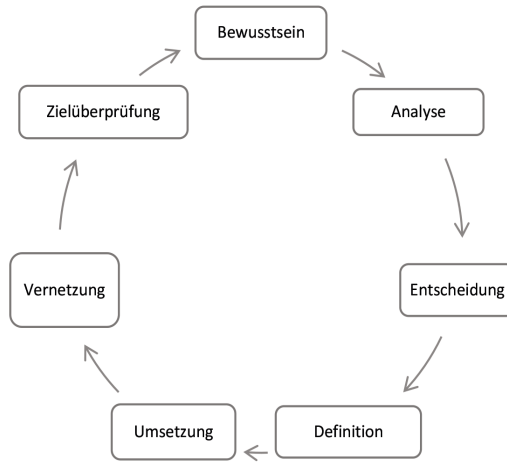 Bewusstsein
Analyse
Entscheidung
Definition
Umsetzung
Vernetzung
Zielüberprüfung